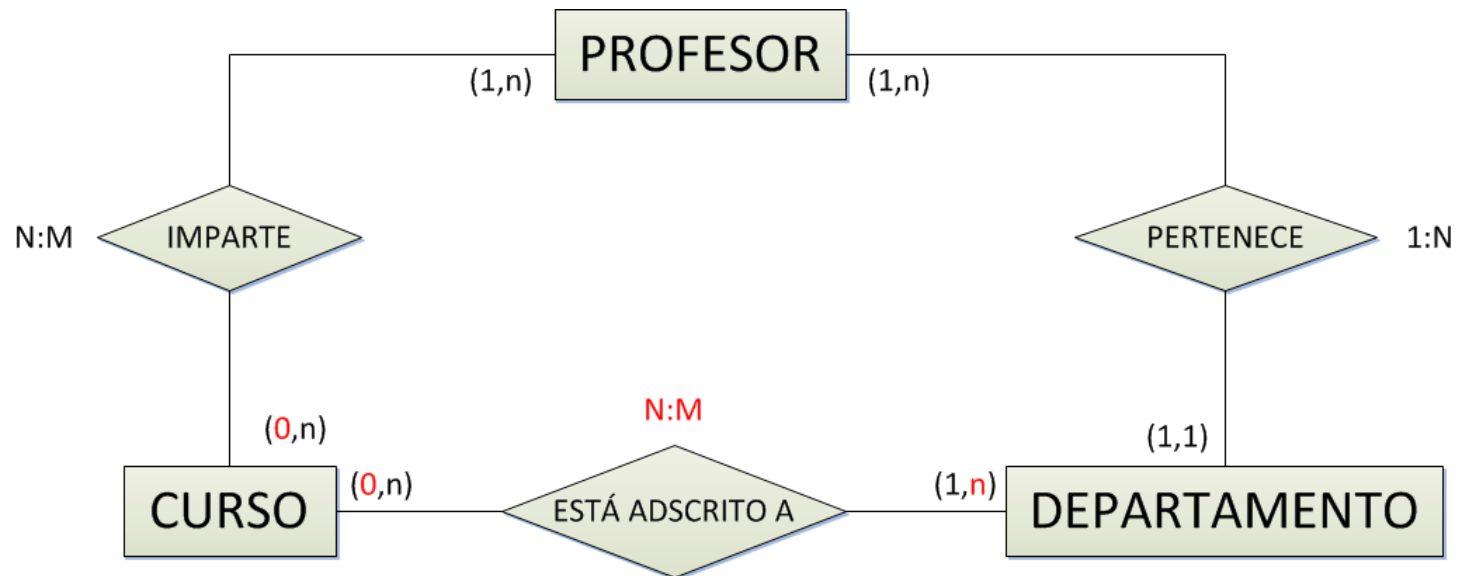 PROFESOR
(1,n)
(1,n)
N:M
IMPARTE
PERTENECE
1:N
(0,n)
N:M
(1,1)
CURSO
(0,n)
ESTÁ ADSCRITO A
(1,n)
DEPARTAMENTO